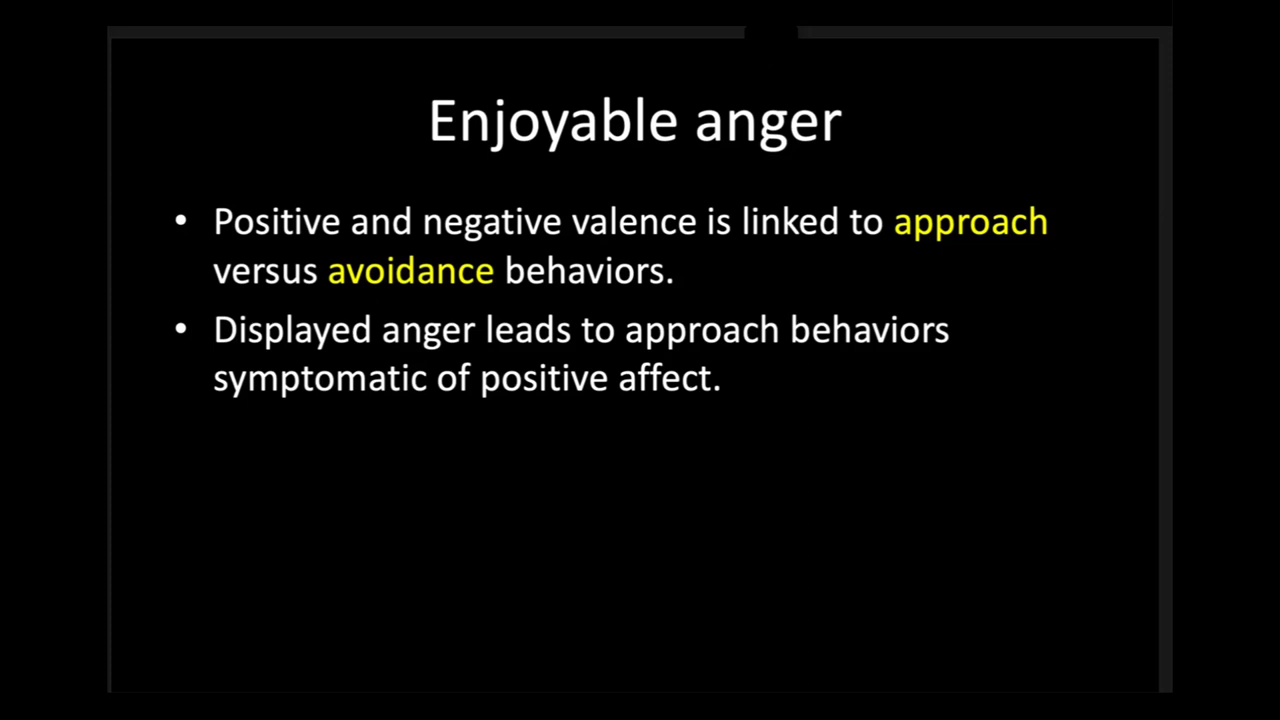 Enjoyable anger
• Positive and negative valence is linked to approach
versus avoidance behaviors.
• Displayed anger leads to approach behaviors
symptomatic of positive affect.